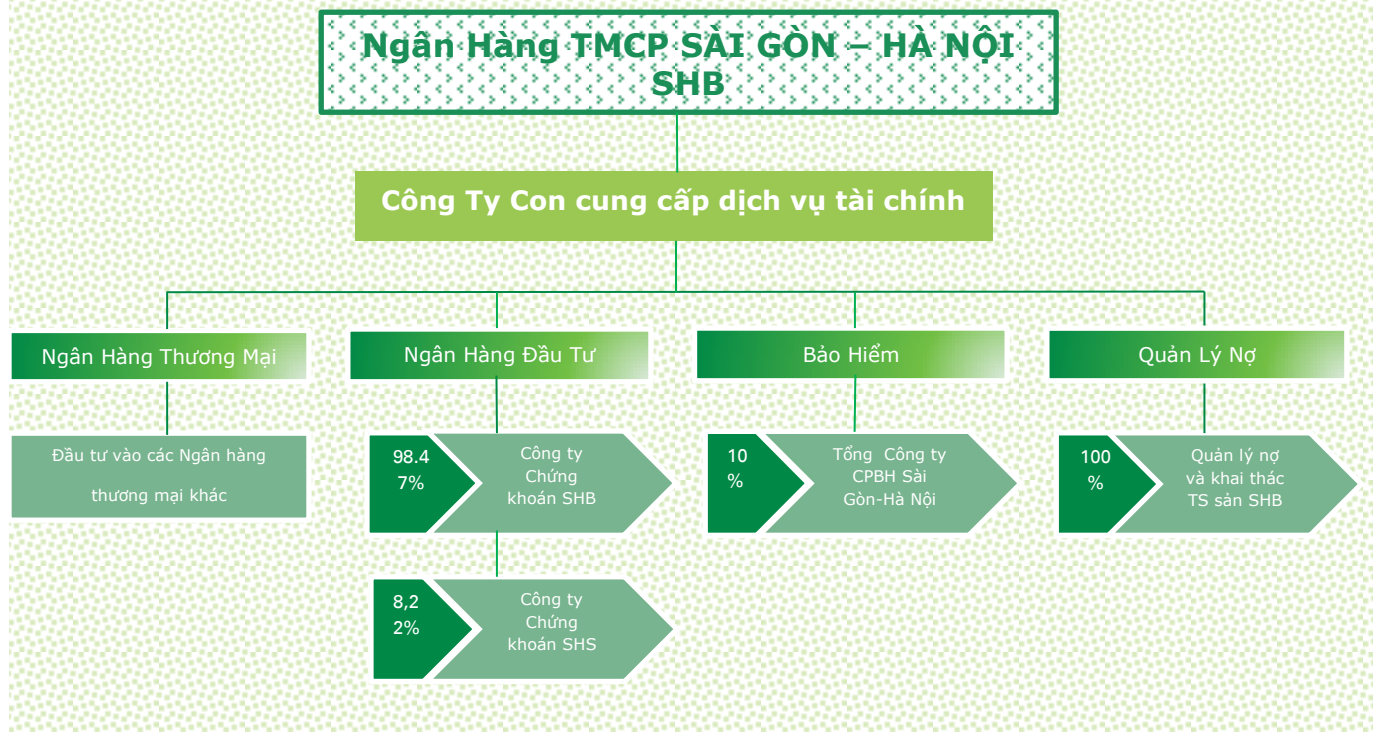 Ngân Hàng TMCP SÀI GÒN – HÀ NỘI
SHB
Công Ty Con cung cấp dịch vụ tài chính
Ngân Hàng Thương Mại
Ngân Hàng Đầu Tư
Bảo Hiểm
Quản Lý Nợ
Đầu tư vào các Ngân hàng
thương mại khác
98.4
7%
Công ty
Chứng
khoán SHB
10
%
Tổng Công ty
CPBH Sài
Gòn-Hà Nội
100
%
Quản lý nợ
và khai thác
TS sản SHB
8,2
2%
Công ty
Chứng
khoán SHS